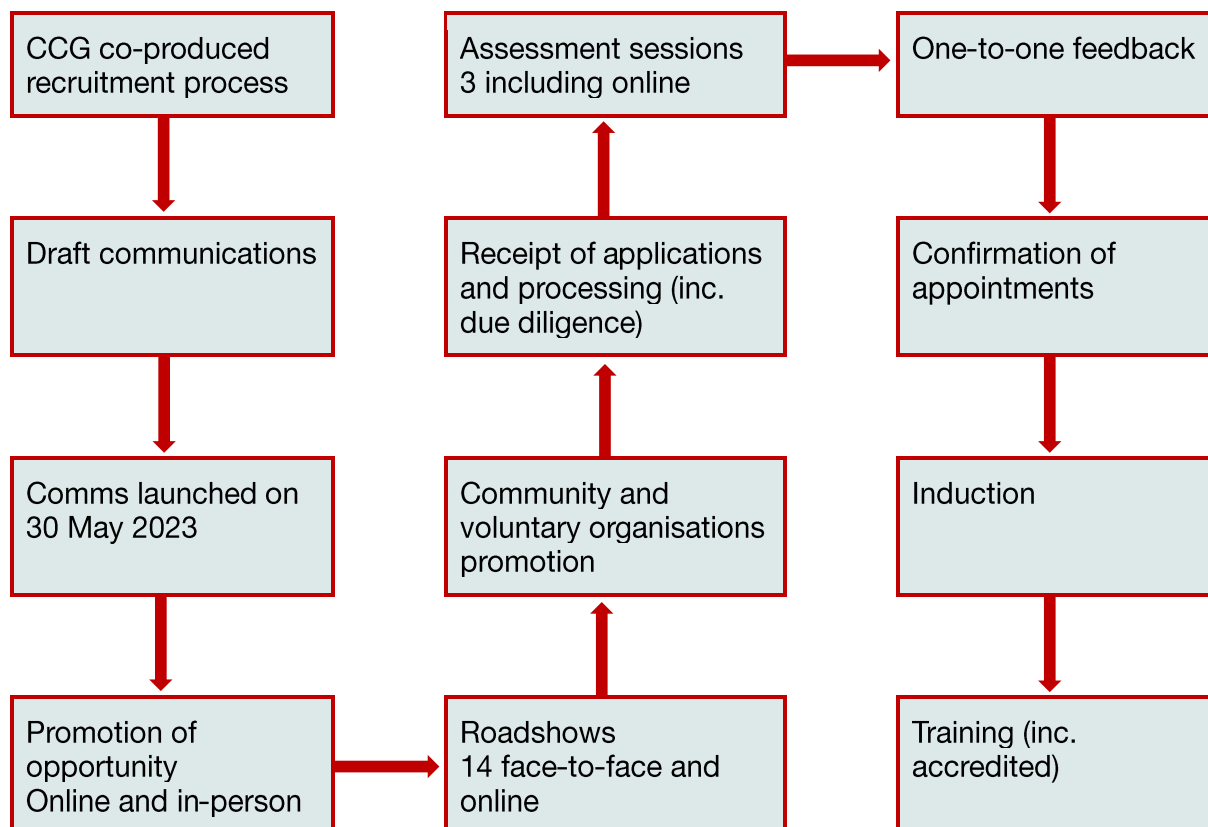 CCG co-produced
recruitment process
Draft communications
Comms launched on
30 May 2023
Promotion of
opportunity
Online and in-person
Roadshows
14 face-to-face and
online
Community and
voluntary organisations
promotion
Receipt of applications
and processing (inc.
due diligence)
Assessment sessions
3 including online
One-to-one feedback
Confirmation of
appointments
Induction
Training (inc.
accredited)